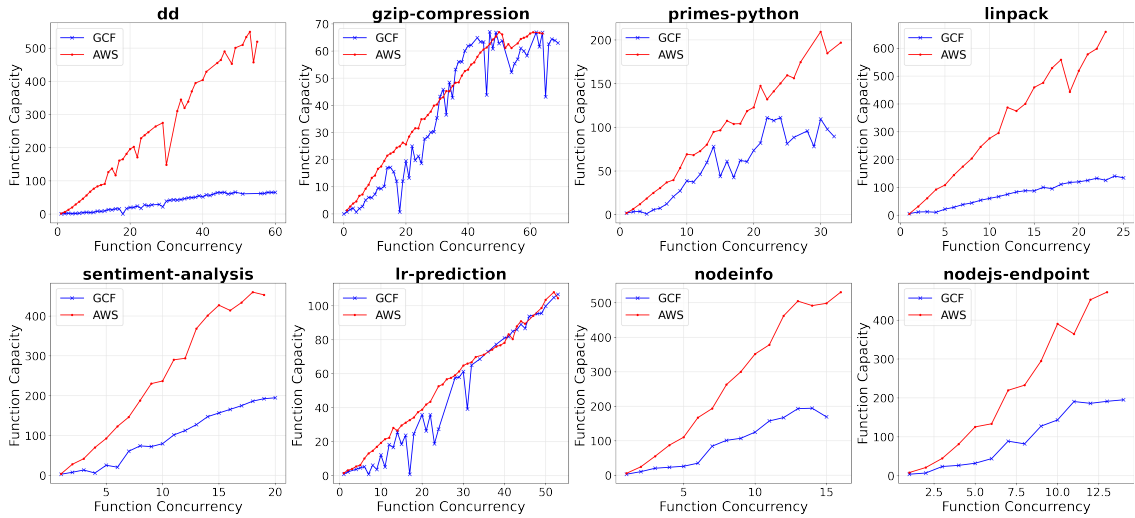 dd
GCF
AWS
Function Capacity
500
400
300
200
100
0
0 10 20 30 40 50 60
Function Concurrency
gzip-compression
GCF
AWS
Function Capacity
70
60
50
40
30
20
10
0
0 20 40 60
Function Concurrency
primes-python
GCF
AWS
Function Capacity
200
150
100
50
0
0 10 20 30
Function Concurrency
linpack
GCF
AWS
Function Capacity
600
500
400
300
200
100
0
5 10 15 20 25
Function Concurrency
sentiment-analysis
GCF
AWS
Function Capacity
400
300
200
100
0
5 10 15 20
Function Concurrency
lr-prediction
GCF
AWS
Function Capacity
100
80
60
40
20
0
0 10 20 30 40 50
Function Concurrency
nodeinfo
GCF
AWS
Function Capacity
500
400
300
200
100
0
5 10 15
Function Concurrency
nodejs-endpoint
GCF
AWS
Function Capacity
400
300
200
100
0
2.5 5.0 7.5 10.0 12.5
Function Concurrency